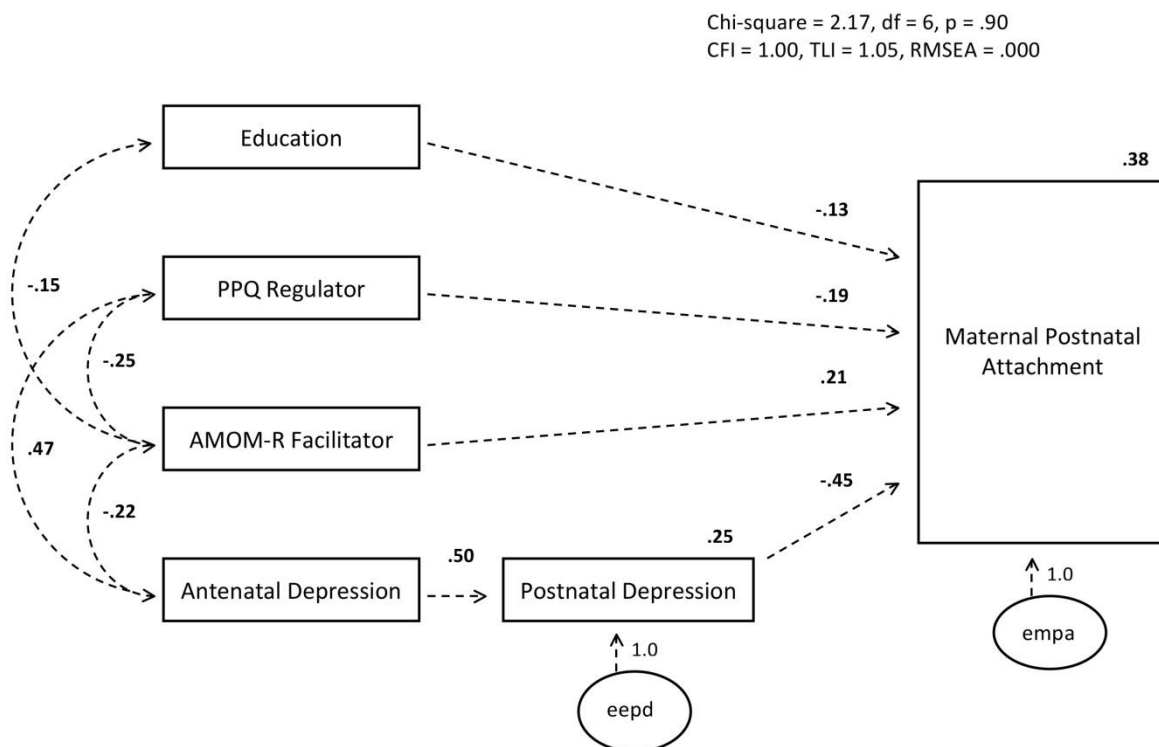 Chi-square = 2.17, df = 6, p = .90
CFI = 1.00, TLI = 1.05, RMSEA = .000
Education
.38
-.13
-.15
PPQ Regulator
-.19
-.25
Maternal Postnatal
Attachment
.21
.47
AMOM-R Facilitator
-.22
-.45
.50
.25
Antenatal Depression
Postnatal Depression
1.0
1.0
empa
eepd